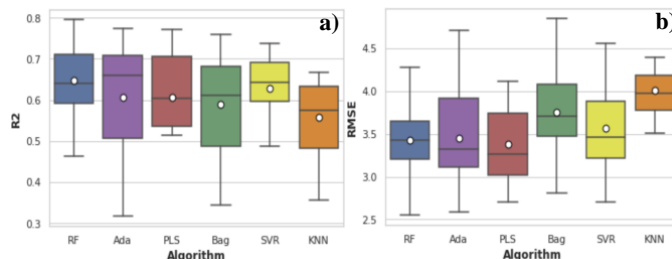 a)
0.8
0.7
0.6
0.5
0.4
0.3
R2
RF Ada PLS Bag SVR KNN
Algorithm
b)
4.5
4.0
3.5
3.0
2.5
RMSE
RF Ada PLS Bag SVR KNN
Algorithm